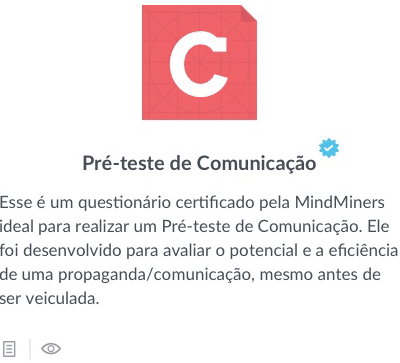 C
Pré-teste de Comunicação
Esse é um questionário certificado pela MindMiners
ideal para realizar um Pré-teste de Comunicação. Ele
foi desenvolvido para avaliar o potencial e a eficiência
de uma propaganda/comunicação, mesmo antes de
ser veiculada.